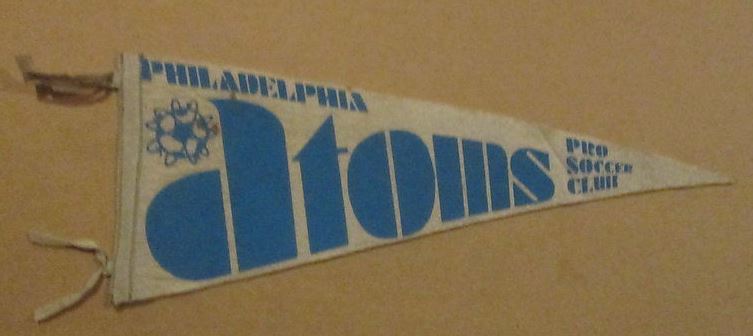 PHILADELPHIA
atoms
PRO
SOCCER
CLUB